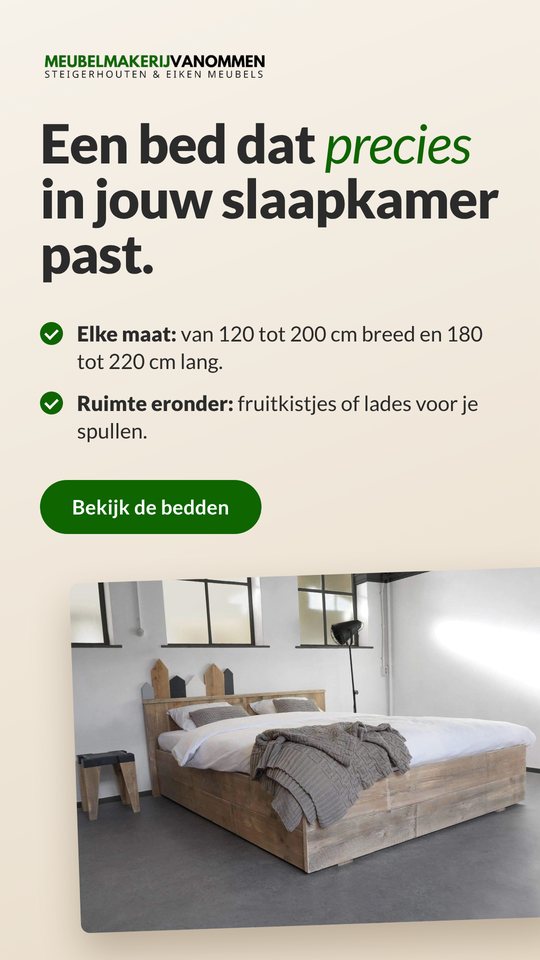 MEUBELMAKERIJVANOMMEN
STEIGERHOUTEN & EIKEN MEUBELS
Een bed dat precies
in jouw slaapkamer
past.
Elke maat: van 120 tot 200 cm breed en 180
tot 220 cm lang.
Ruimte eronder: fruitkistjes of lades voor je
spullen.
Bekijk de bedden